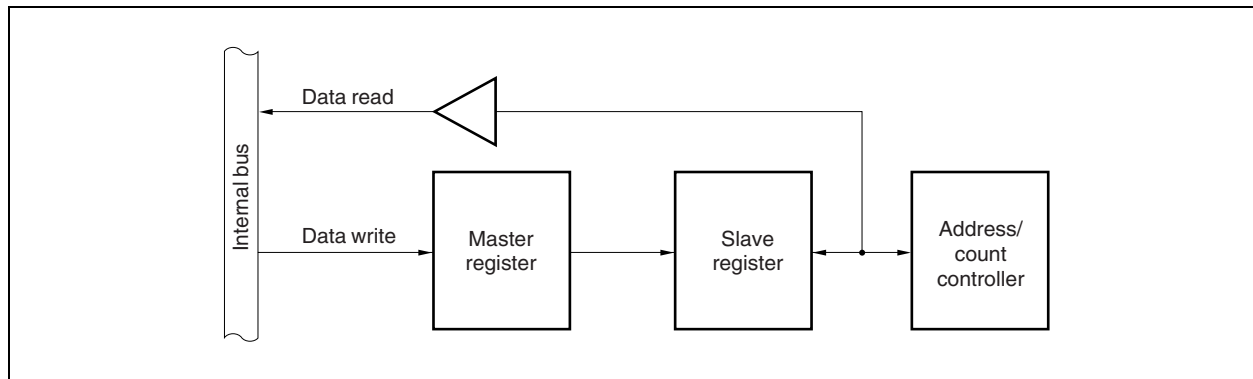 Internal bus
Data read
Data write
Master
register
Slave
register
Address/
count
controller